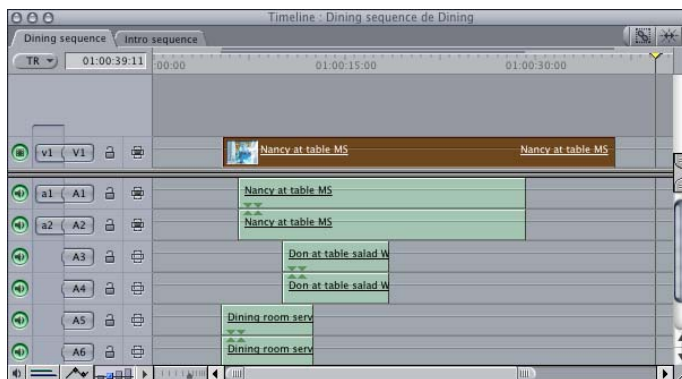 Timeline : Dining sequence de Dining
Dining sequence Intro sequence
TR 01:00:39:11 :00:00 01:00:15:00 01:00:30:00
v1 V1 Nancy at table MS Nancy at table MS
a1 A1 Nancy at table MS
a2 A2 Nancy at table MS
A3 Don at table salad W
A4 Don at table salad W
A5 Dining room serv
A6 Dining room serv